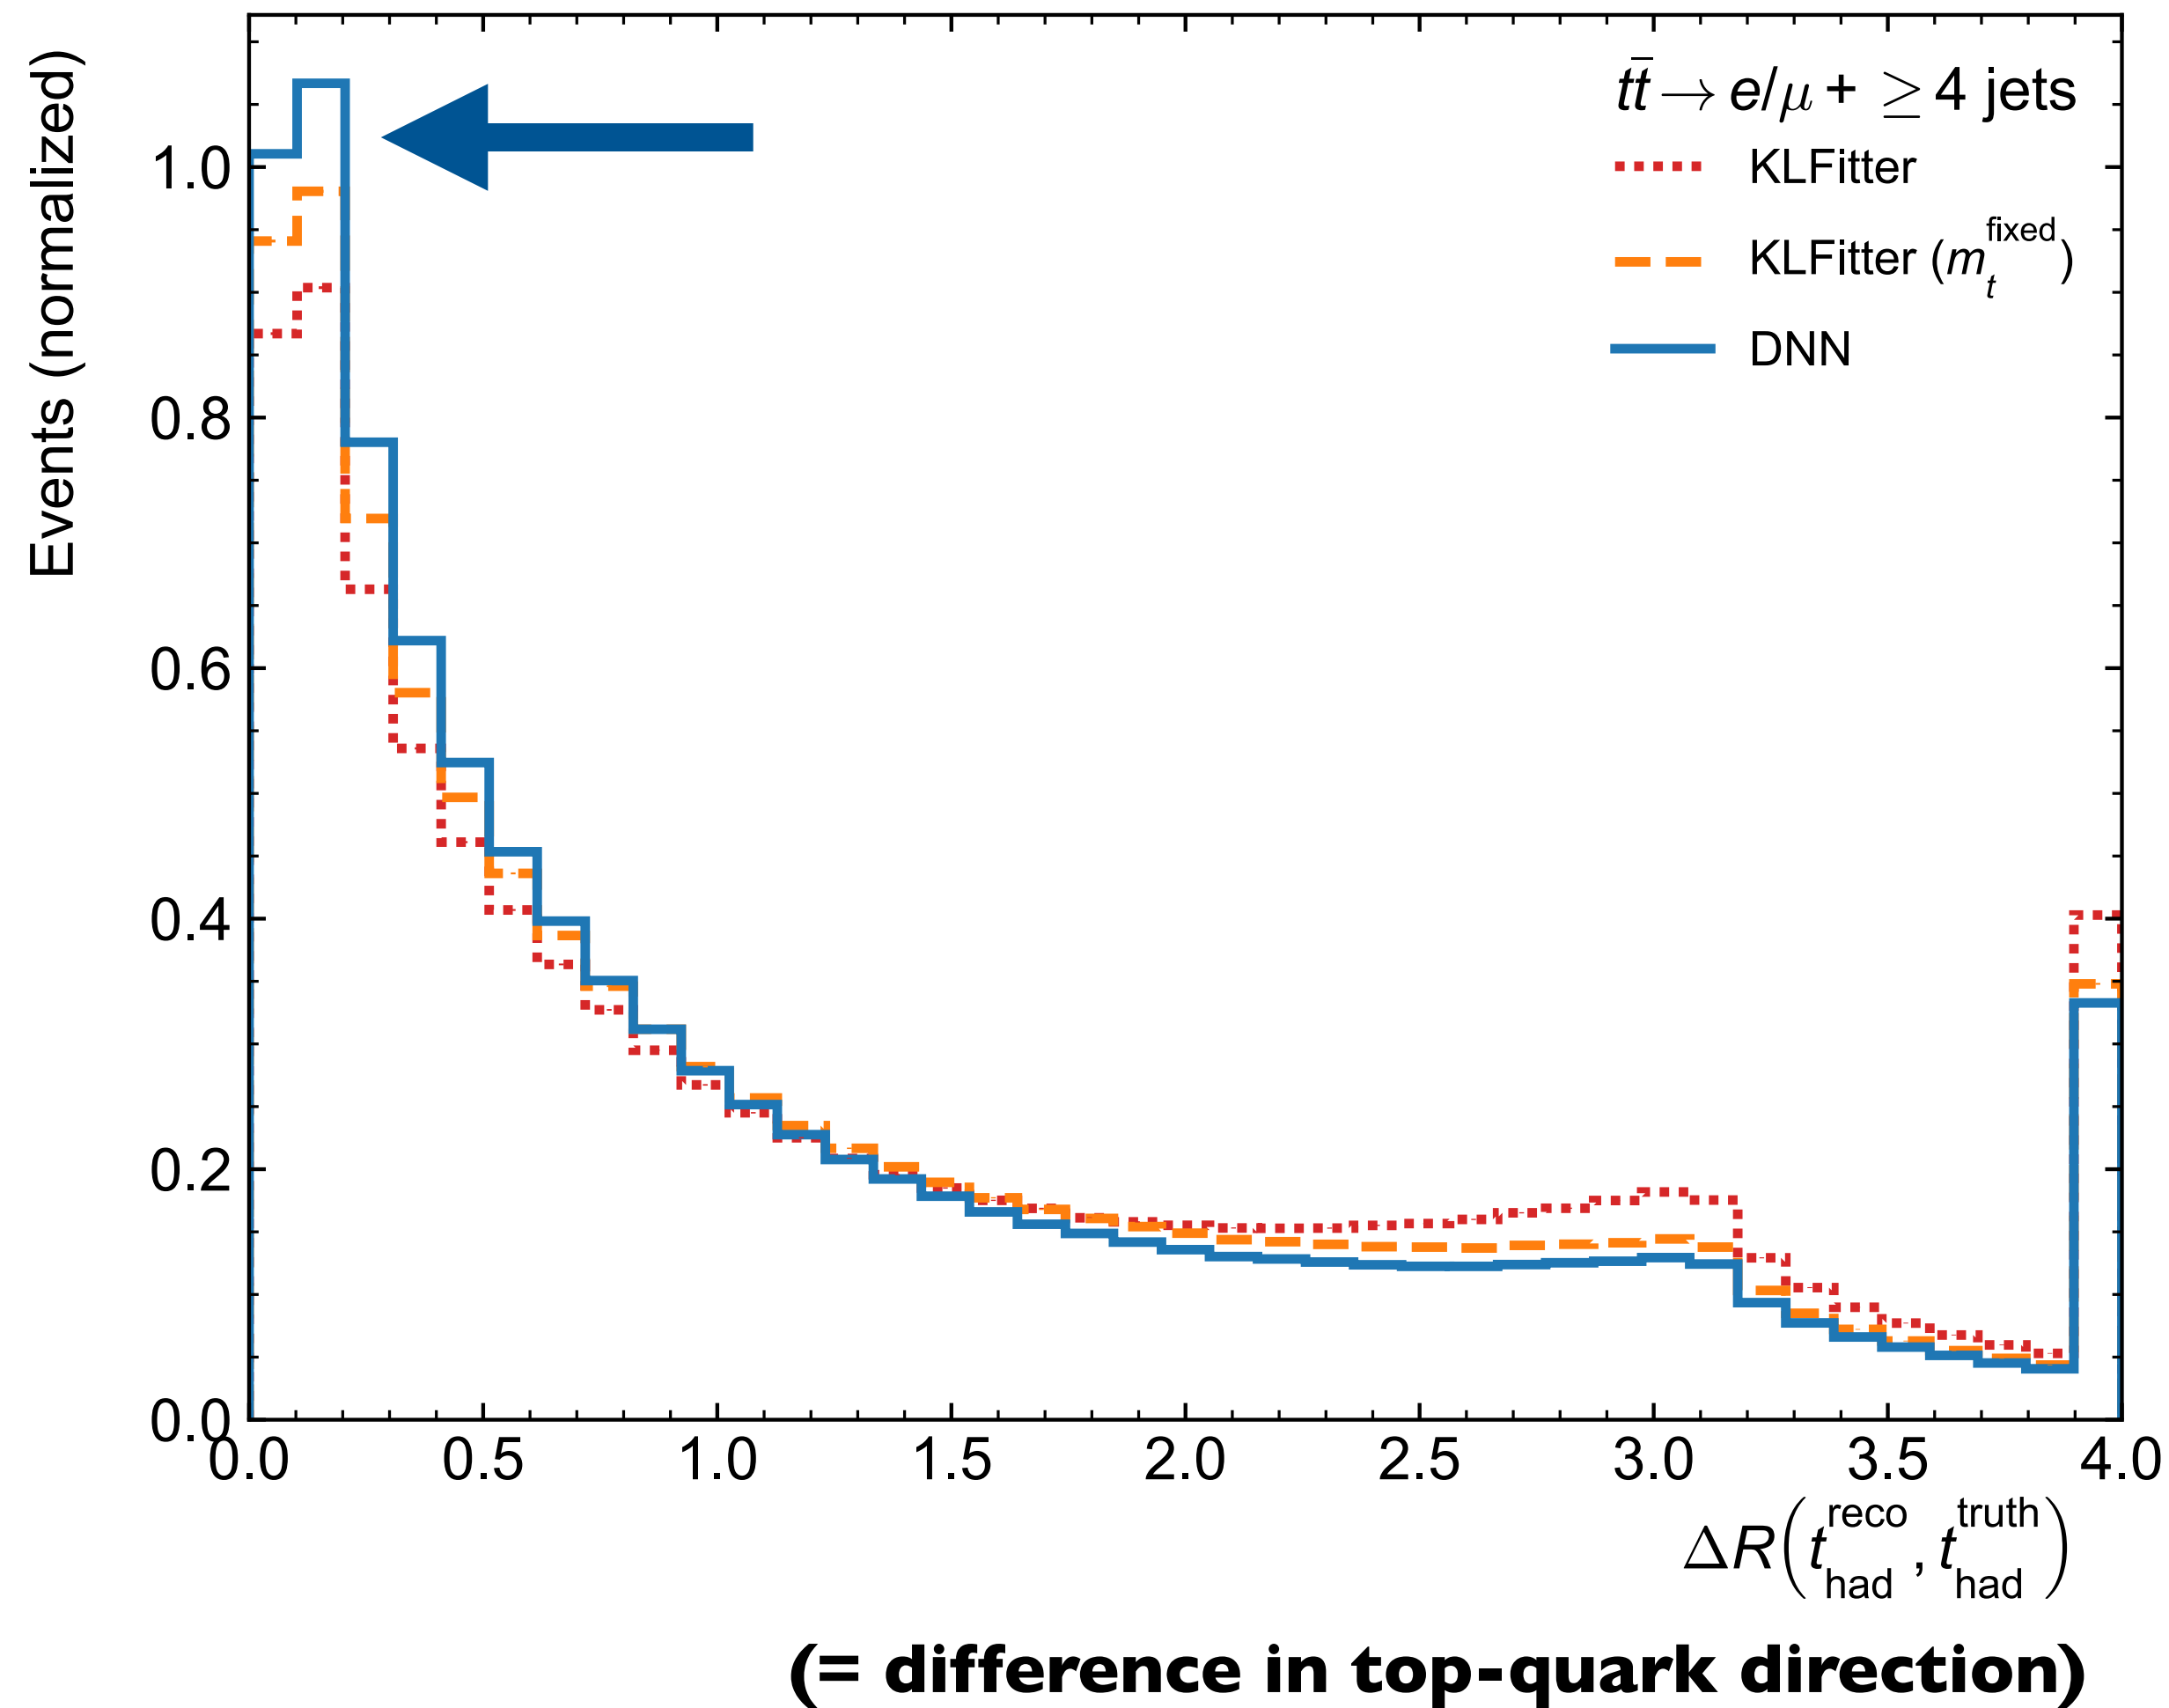 Events (normalized)
1.0
0.8
0.6
0.4
0.2
0.0
tt̄ → e/μ + ≥ 4 jets
KLFitter
KLFitter (m_t^fixed)
DNN
0.0 0.5 1.0 1.5 2.0 2.5 3.0 3.5 4.0
ΔR(t_had^reco, t_had^truth)
(= difference in top-quark direction)